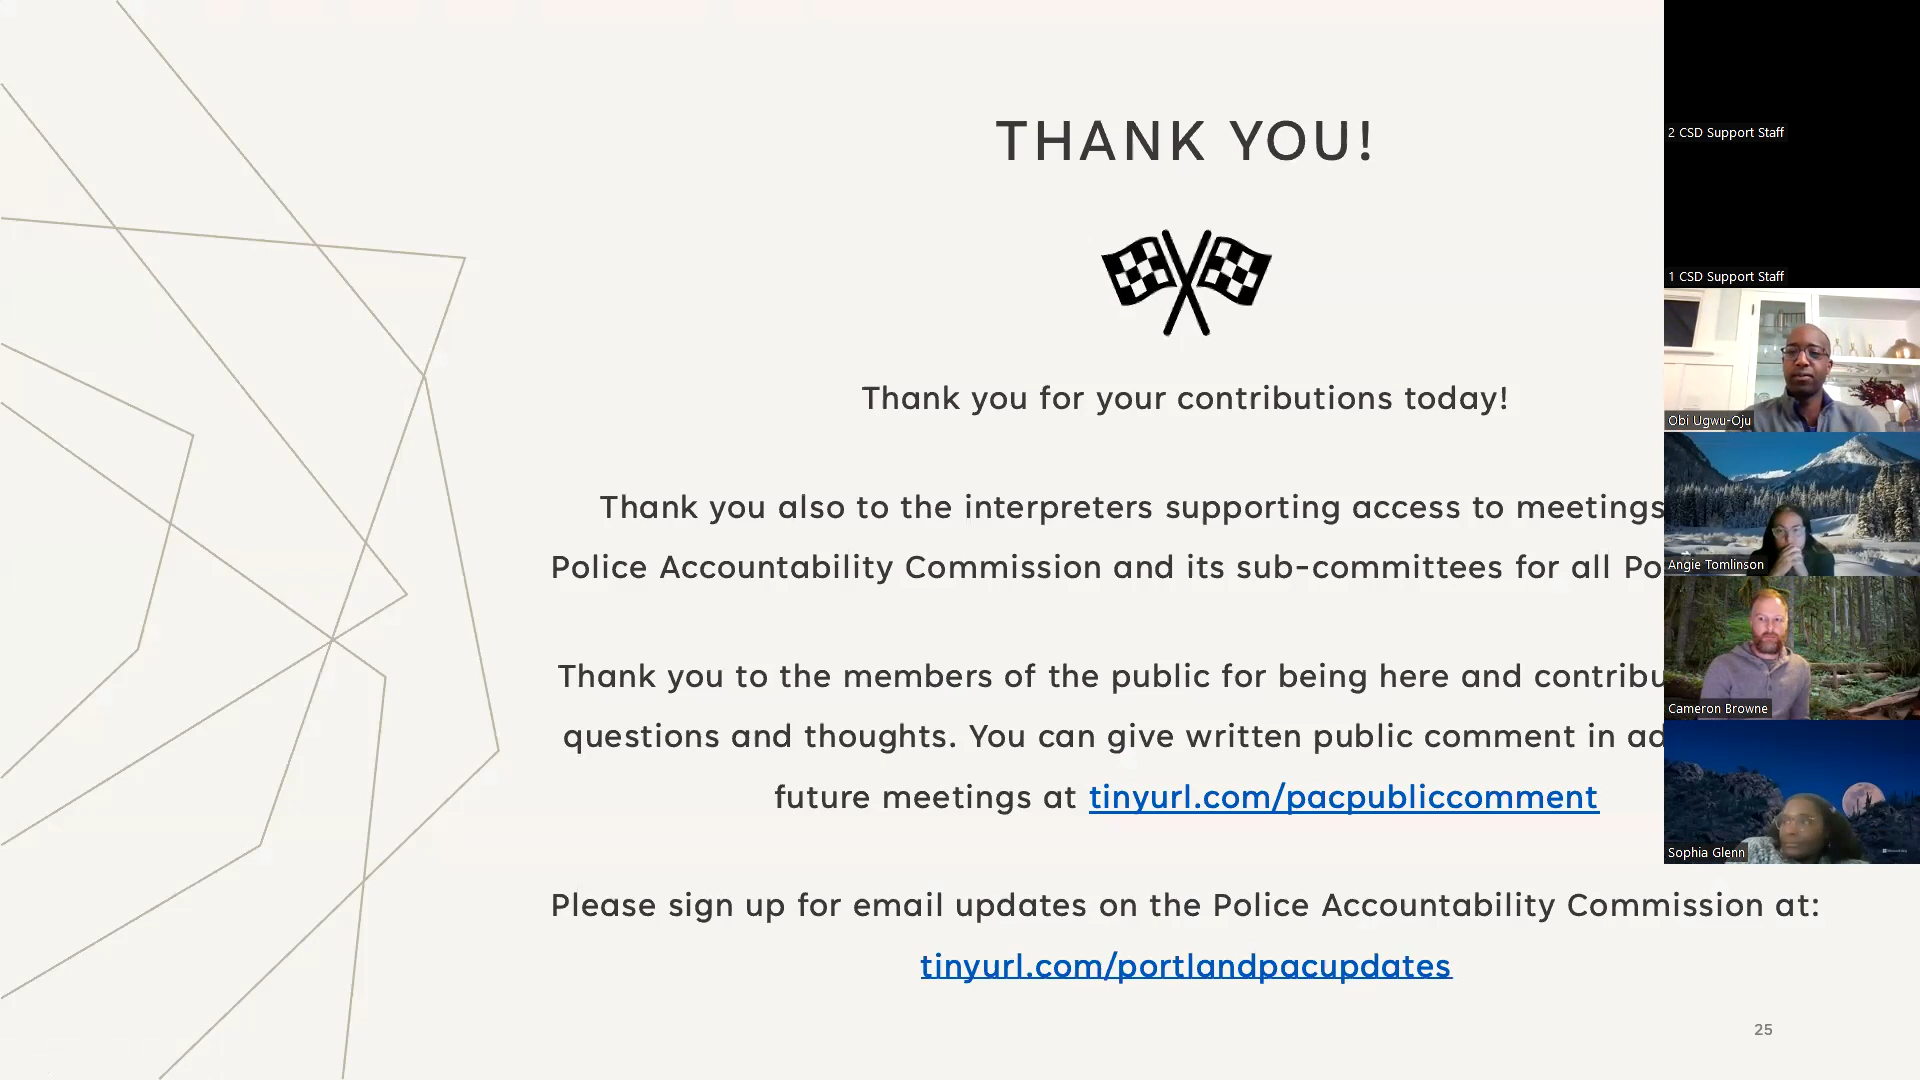 THANK YOU!
Thank you for your contributions today!
Thank you also to the interpreters supporting access to meetings
Police Accountability Commission and its sub-committees for all Po
Thank you to the members of the public for being here and contribu
questions and thoughts. You can give written public comment in ad
future meetings at tinyurl.com/pacpubliccomment
Please sign up for email updates on the Police Accountability Commission at:
tinyurl.com/portlandpacupdates
25
2 CSD Support Staff
1 CSD Support Staff
Obi Ugwu-Oju
Angie Tomlinson
Cameron Browne
Sophia Glenn